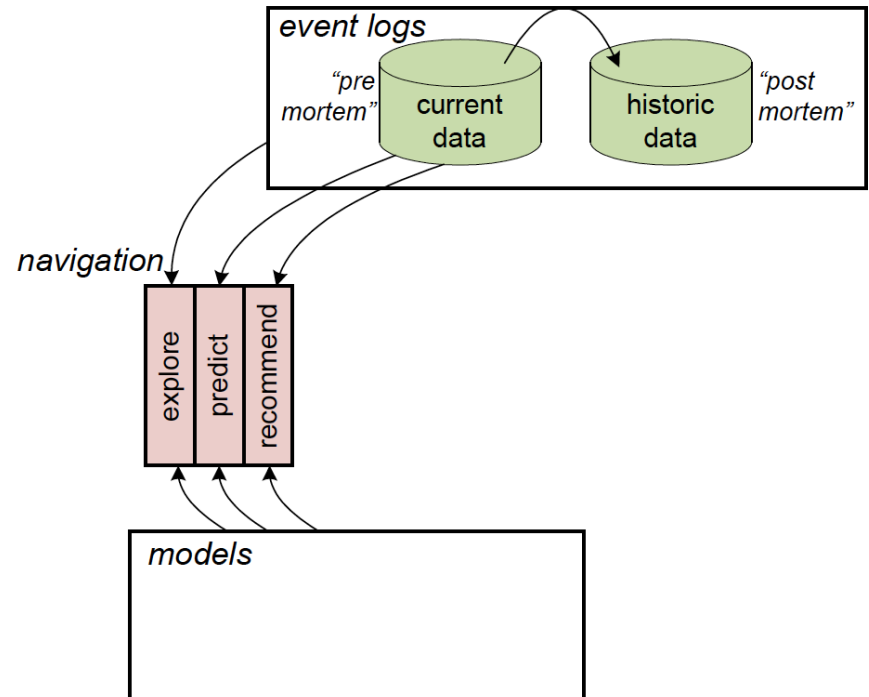 event logs
“pre
mortem”
current
data
historic
data
“post
mortem”
navigation
explore
predict
recommend
models